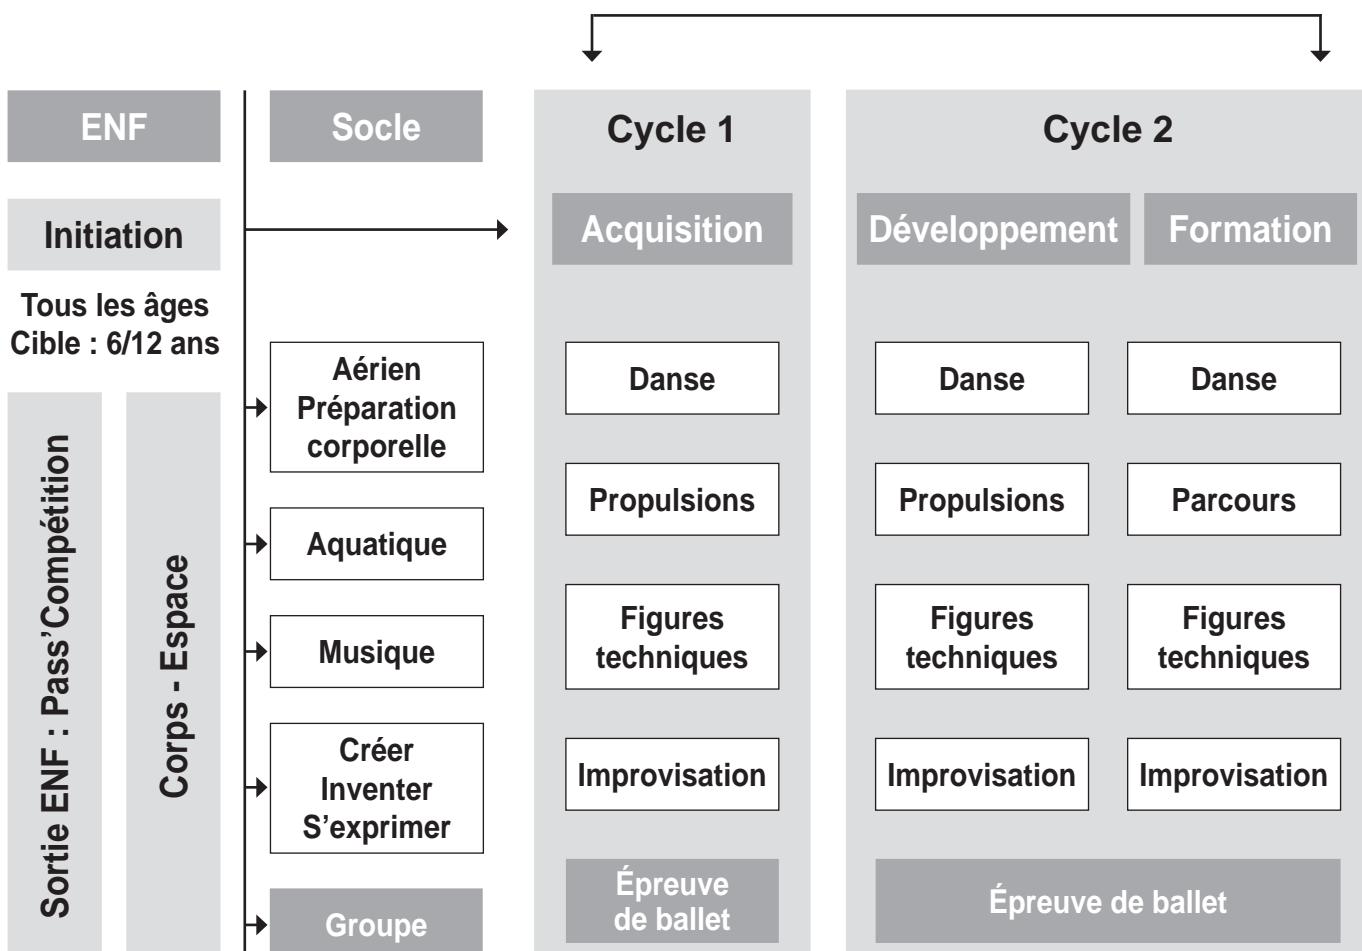 ENF
Socle
Cycle 1
Cycle 2
Initiation
Acquisition
Développement
Formation
Tous les âges
Cible : 6/12 ans
Sortie ENF : Pass’Compétition
Corps - Espace
Aérien
Préparation
corporelle
Aquatique
Musique
Créer
Inventer
S’exprimer
Groupe
Danse
Propulsions
Figures
techniques
Improvisation
Épreuve
de ballet
Danse
Propulsions
Figures
techniques
Improvisation
Danse
Parcours
Figures
techniques
Improvisation
Épreuve de ballet